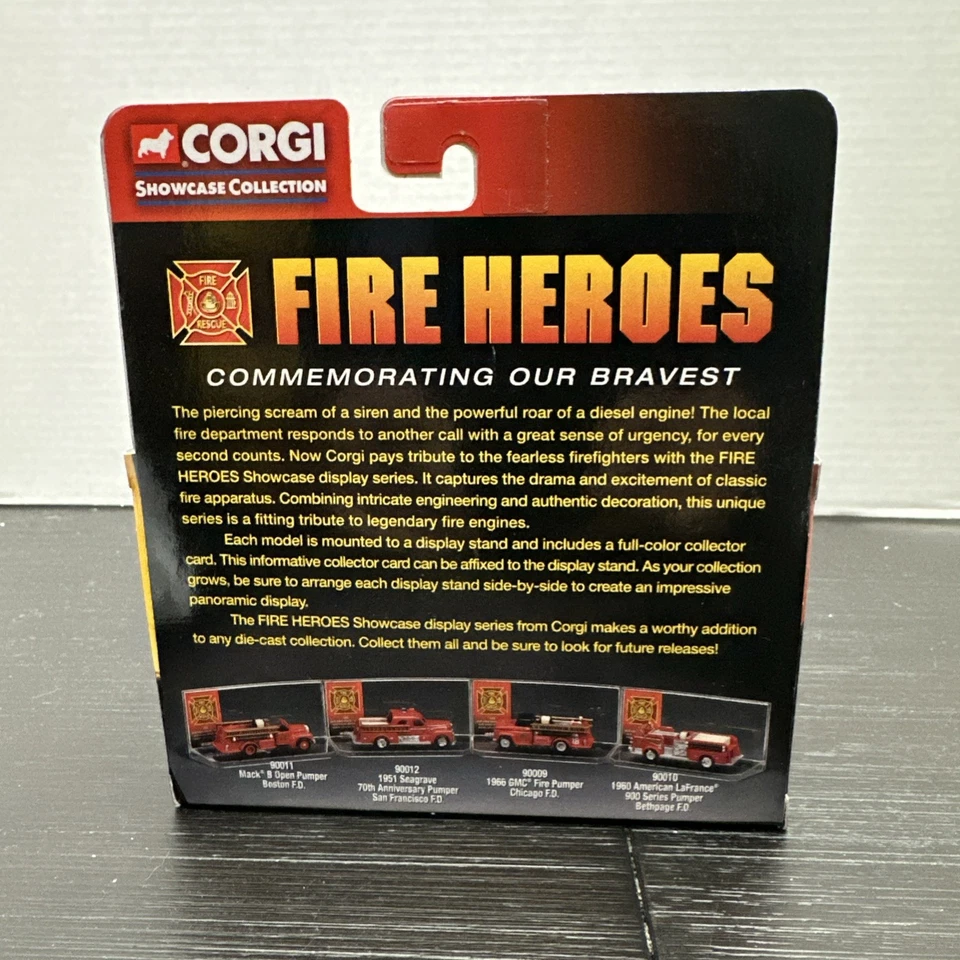 CORGI
SHOWCASE COLLECTION
FIRE
RESCUE
FIRE HEROES
COMMEMORATING OUR BRAVEST
The piercing scream of a siren and the powerful roar of a diesel engine! The local
fire department responds to another call with a great sense of urgency, for every
second counts. Now Corgi pays tribute to the fearless firefighters with the FIRE
HEROES Showcase display series. It captures the drama and excitement of classic
fire apparatus. Combining intricate engineering and authentic decoration, this unique
series is a fitting tribute to legendary fire engines.
Each model is mounted to a display stand and includes a full-color collector
card. This informative collector card can be affixed to the display stand. As your collection
grows, be sure to arrange each display stand side-by-side to create an impressive
panoramic display.
The FIRE HEROES Showcase display series from Corgi makes a worthy addition
to any die-cast collection. Collect them all and be sure to look for future releases!
90011
Mack® B Open Pumper
Boston F.D.
90012
1951 Seagrave
70th Anniversary Pumper
San Francisco F.D.
90009
1966 GMC® Fire Pumper
Chicago F.D.
90010
1960 American LaFrance®
900 Series Pumper
Bethpage F.D.